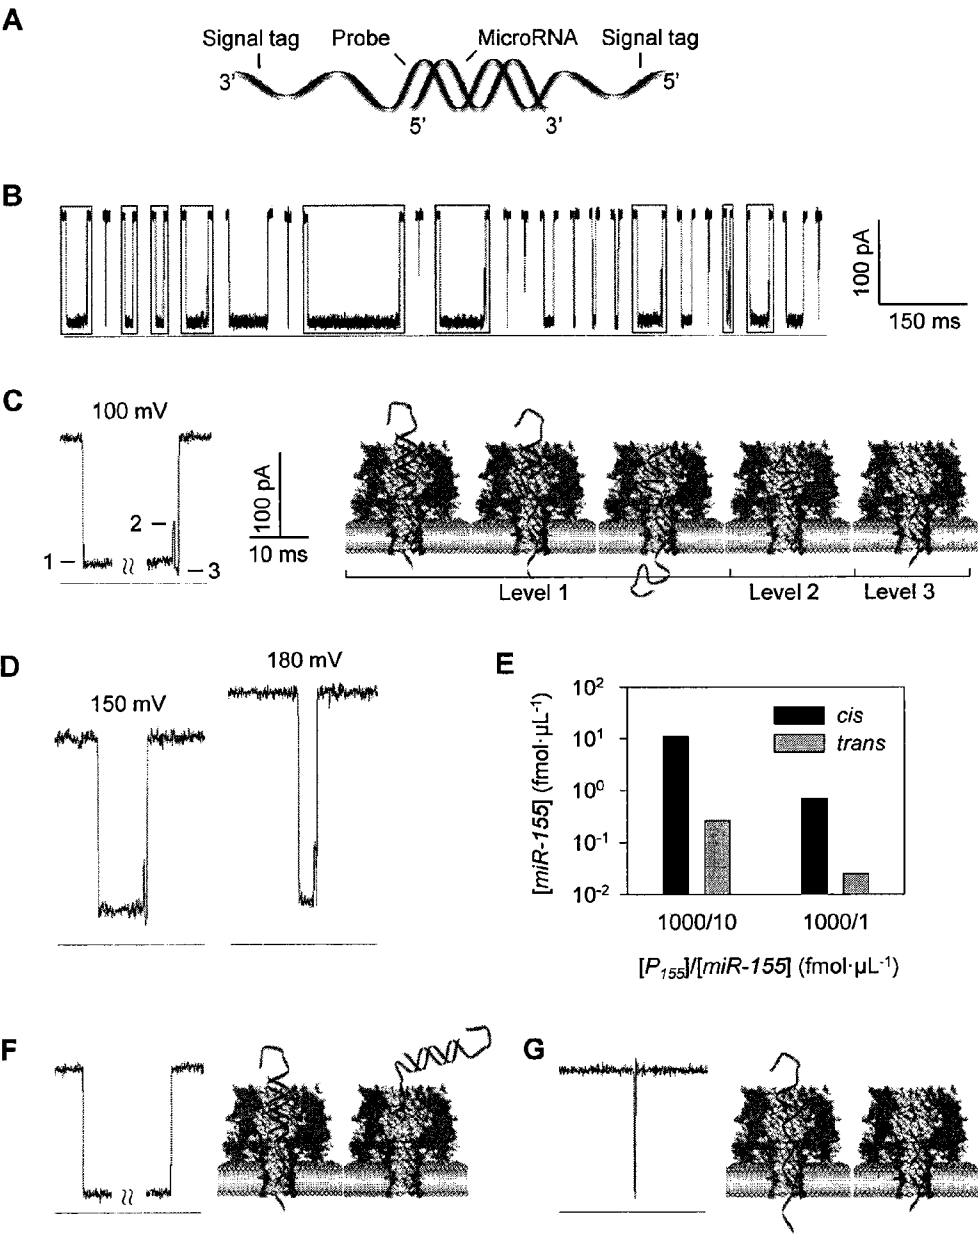 A
Signal tag Probe MicroRNA Signal tag
3' 5'
5' 3'
B
100 pA
150 ms
C
100 mV
100 pA
10 ms
1
2
3
Level 1 Level 2 Level 3
D
150 mV
180 mV
E
[miR-155] (fmol·µL⁻¹)
10²
10¹
10⁰
10⁻¹
10⁻²
cis
trans
1000/10 1000/1
[P₁₅₅]/[miR-155] (fmol·µL⁻¹)
F
G